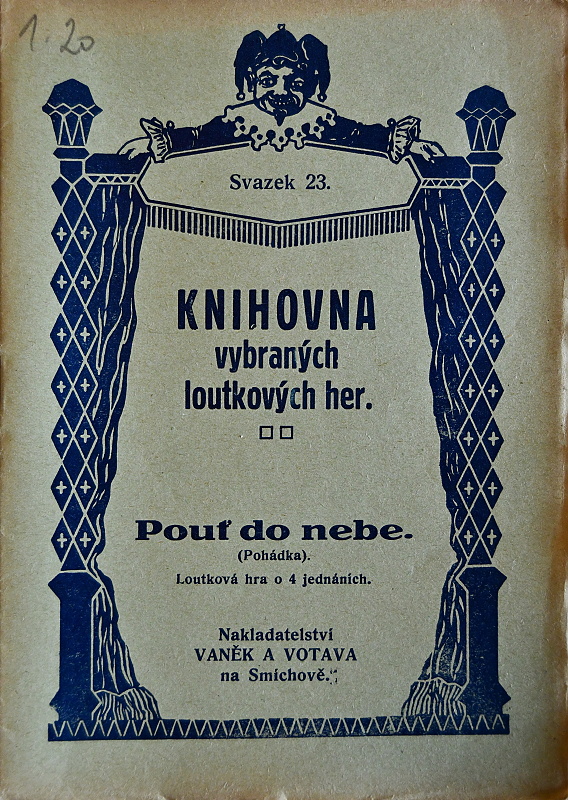 1.20
Svazek 23.
KNIHOVNA
vybraných
loutkových her.
Pouť do nebe.
(Pohádka).
Loutková hra o 4 jednáních.
Nakladatelství
VANĚK A VOTAVA
na Smíchově.